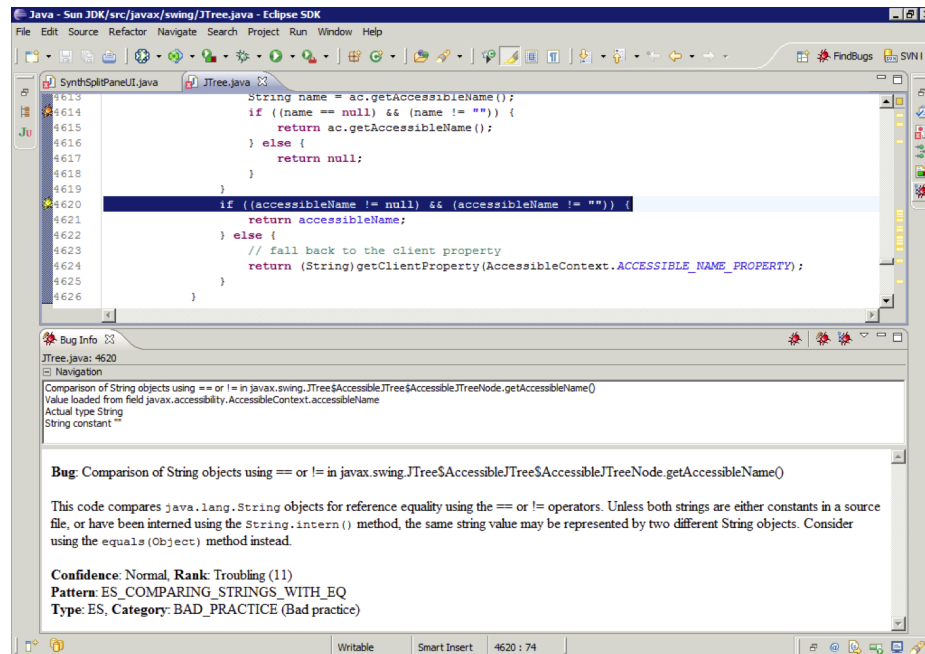 Java - Sun JDK/src/javax/swing/JTree.java - Eclipse SDK
File Edit Source Refactor Navigate Search Project Run Window Help
FindBugs SVN
SynthSplitPaneUI.java JTree.java
4613 String name = ac.getAccessibleName();
4614 if ((name == null) && (name != "")) {
4615 return ac.getAccessibleName();
4616 } else {
4617 return null;
4618 }
4619 }
4620 if ((accessibleName != null) && (accessibleName != "")) {
4621 return accessibleName;
4622 } else {
4623 // fall back to the client property
4624 return (String)getClientProperty(AccessibleContext.ACCESSIBLE_NAME_PROPERTY);
4625 }
4626 }
Ju
Bug Info
JTree.java: 4620
Navigation
Comparison of String objects using == or != in javax.swing.JTree$AccessibleJTree$AccessibleJTreeNode.getAccessibleName()
Value loaded from field javax.accessibility.AccessibleContext.accessibleName
Actual type String
String constant ""
Bug: Comparison of String objects using == or != in javax.swing.JTree$AccessibleJTree$AccessibleJTreeNode.getAccessibleName()
This code compares java.lang.String objects for reference equality using the == or != operators. Unless both strings are either constants in a source
file, or have been interned using the String.intern() method, the same string value may be represented by two different String objects. Consider
using the equals(Object) method instead.
Confidence: Normal, Rank: Troubling (11)
Pattern: ES_COMPARING_STRINGS_WITH_EQ
Type: ES, Category: BAD_PRACTICE (Bad practice)
Writable Smart Insert 4620 : 74